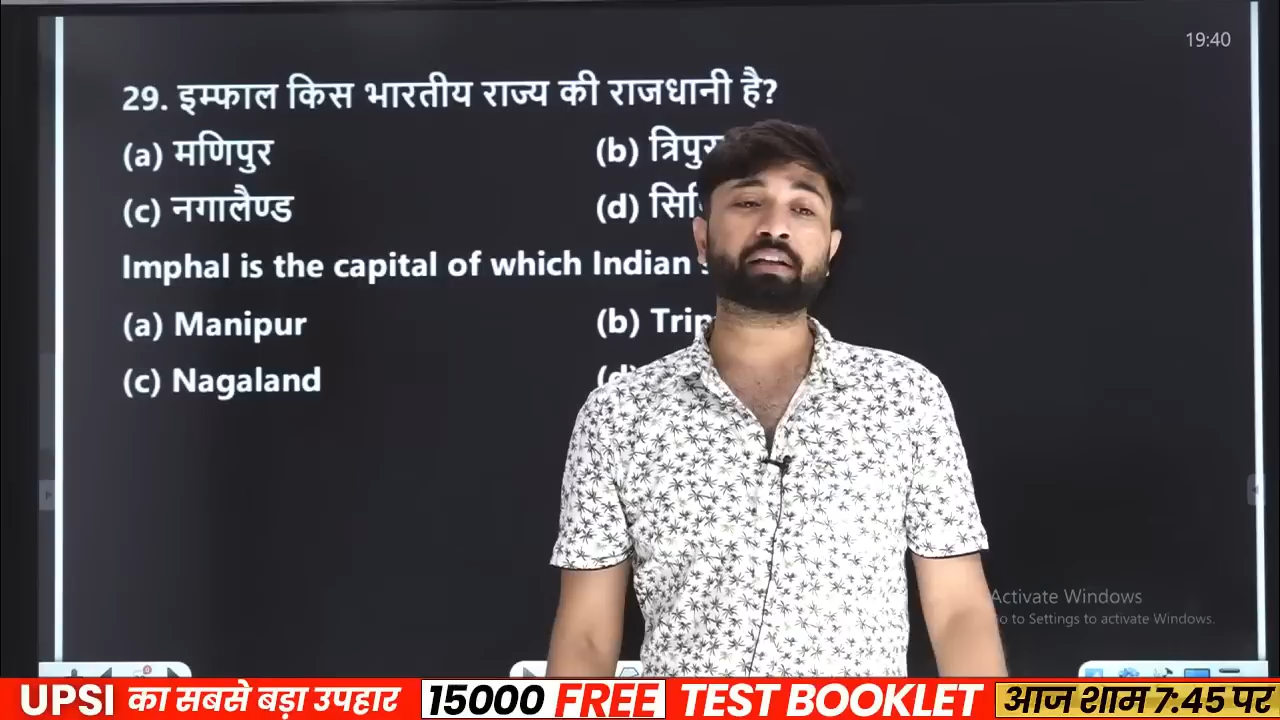 19:40
29. इम्फाल किस भारतीय राज्य की राजधानी है?
(a) मणिपुर (b)
(c) नगालैण्ड (d)
Imphal is the capital of which Indian
(a) Manipur (b)
(c) Nagaland
Activate Windows
to Settings to activate Windows.
UPSI का सबसे बड़ा उपहार 15000 FREE TEST BOOKLET आज शाम 7:45 पर